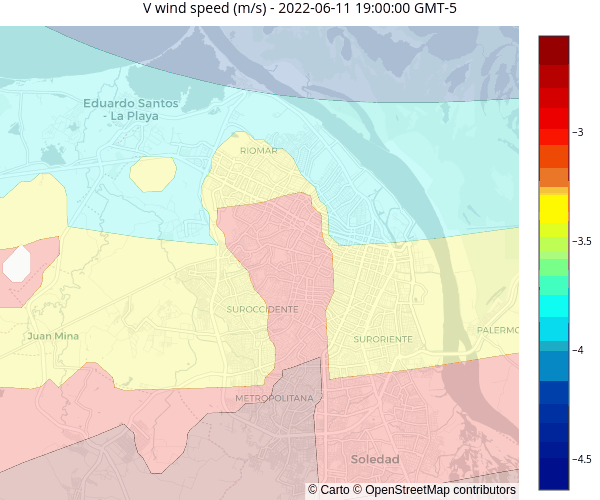 V wind speed (m/s) - 2022-06-11 19:00:00 GMT-5
Eduardo Santos
- La Playa
RIOMAR
−3
−3.5
SUROCCIDENTE
Juan Mina
SURORIENTE
PALERMO
−4
METROPOLITANA
Soledad
−4.5
© Carto © OpenStreetMap contributors